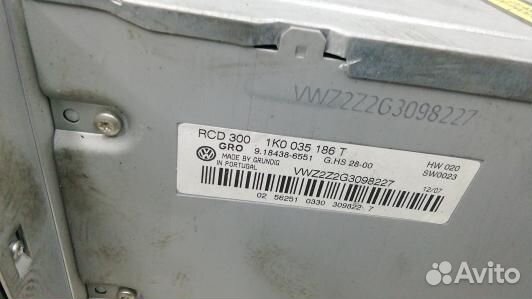 VWZ2Z2G3098227
RCD 300 1K0 035 186 T
GRO 9.18438-6551 G.HS 28-00 HW 020
MADE BY GRUNDIG SW0023
IN PORTUGAL VWZ2Z2G3098227 12/07
02 56251 0330 309822 7
Avito